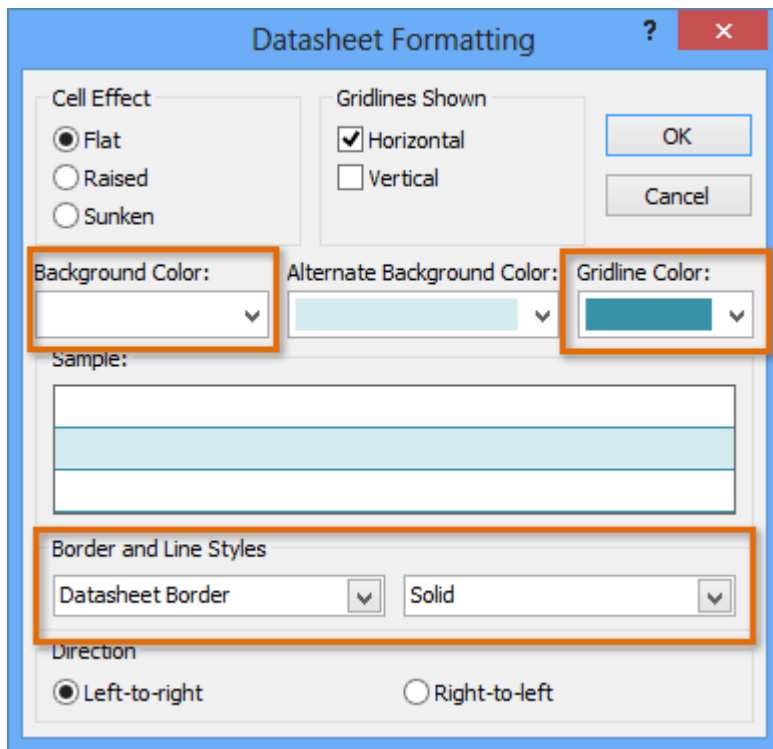 Datasheet Formatting ?
Cell Effect
Flat
Raised
Sunken
Gridlines Shown
Horizontal
Vertical
OK
Cancel
Background Color:
Alternate Background Color:
Gridline Color:
Sample:
Border and Line Styles
Datasheet Border
Solid
Direction
Left-to-right
Right-to-left